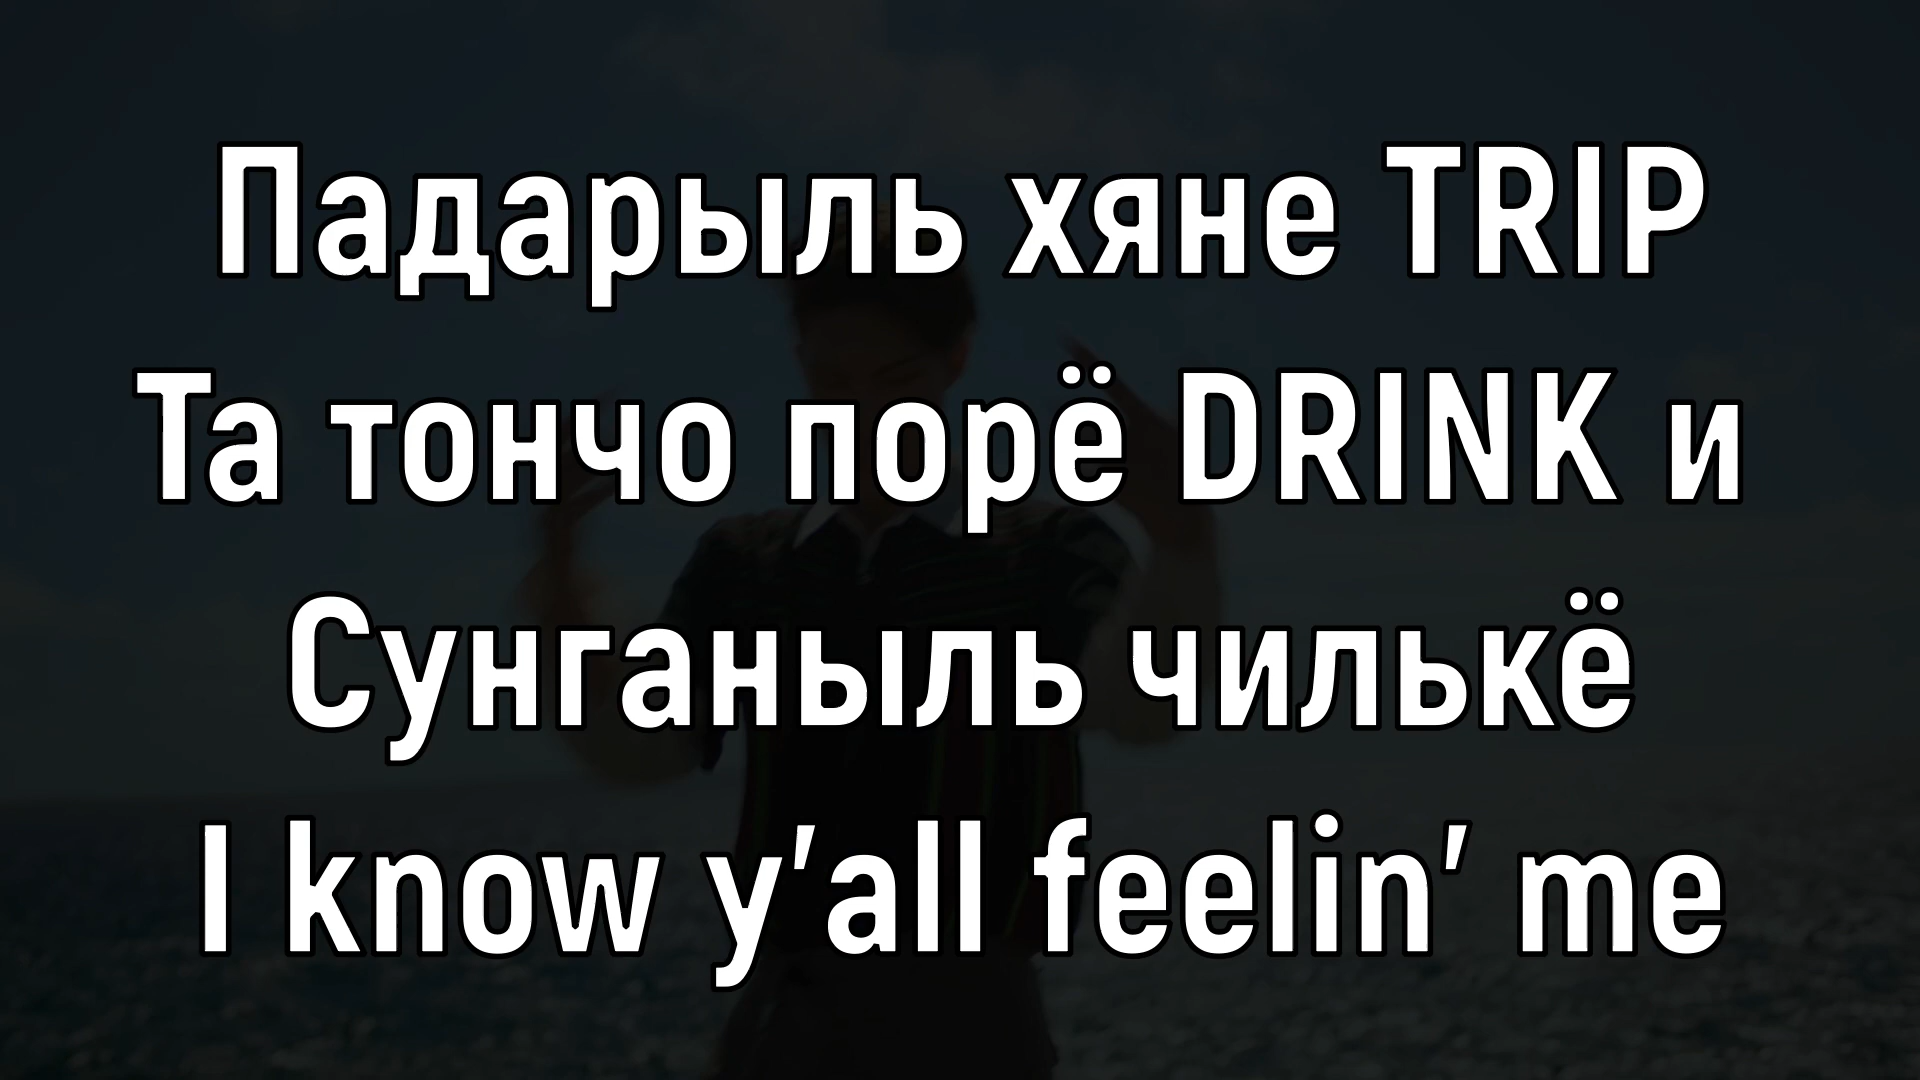 Падарыль хяне TRIP
Та тончо порё DRINK и
Сунганыль чилькё
I know y’all feelin’ me